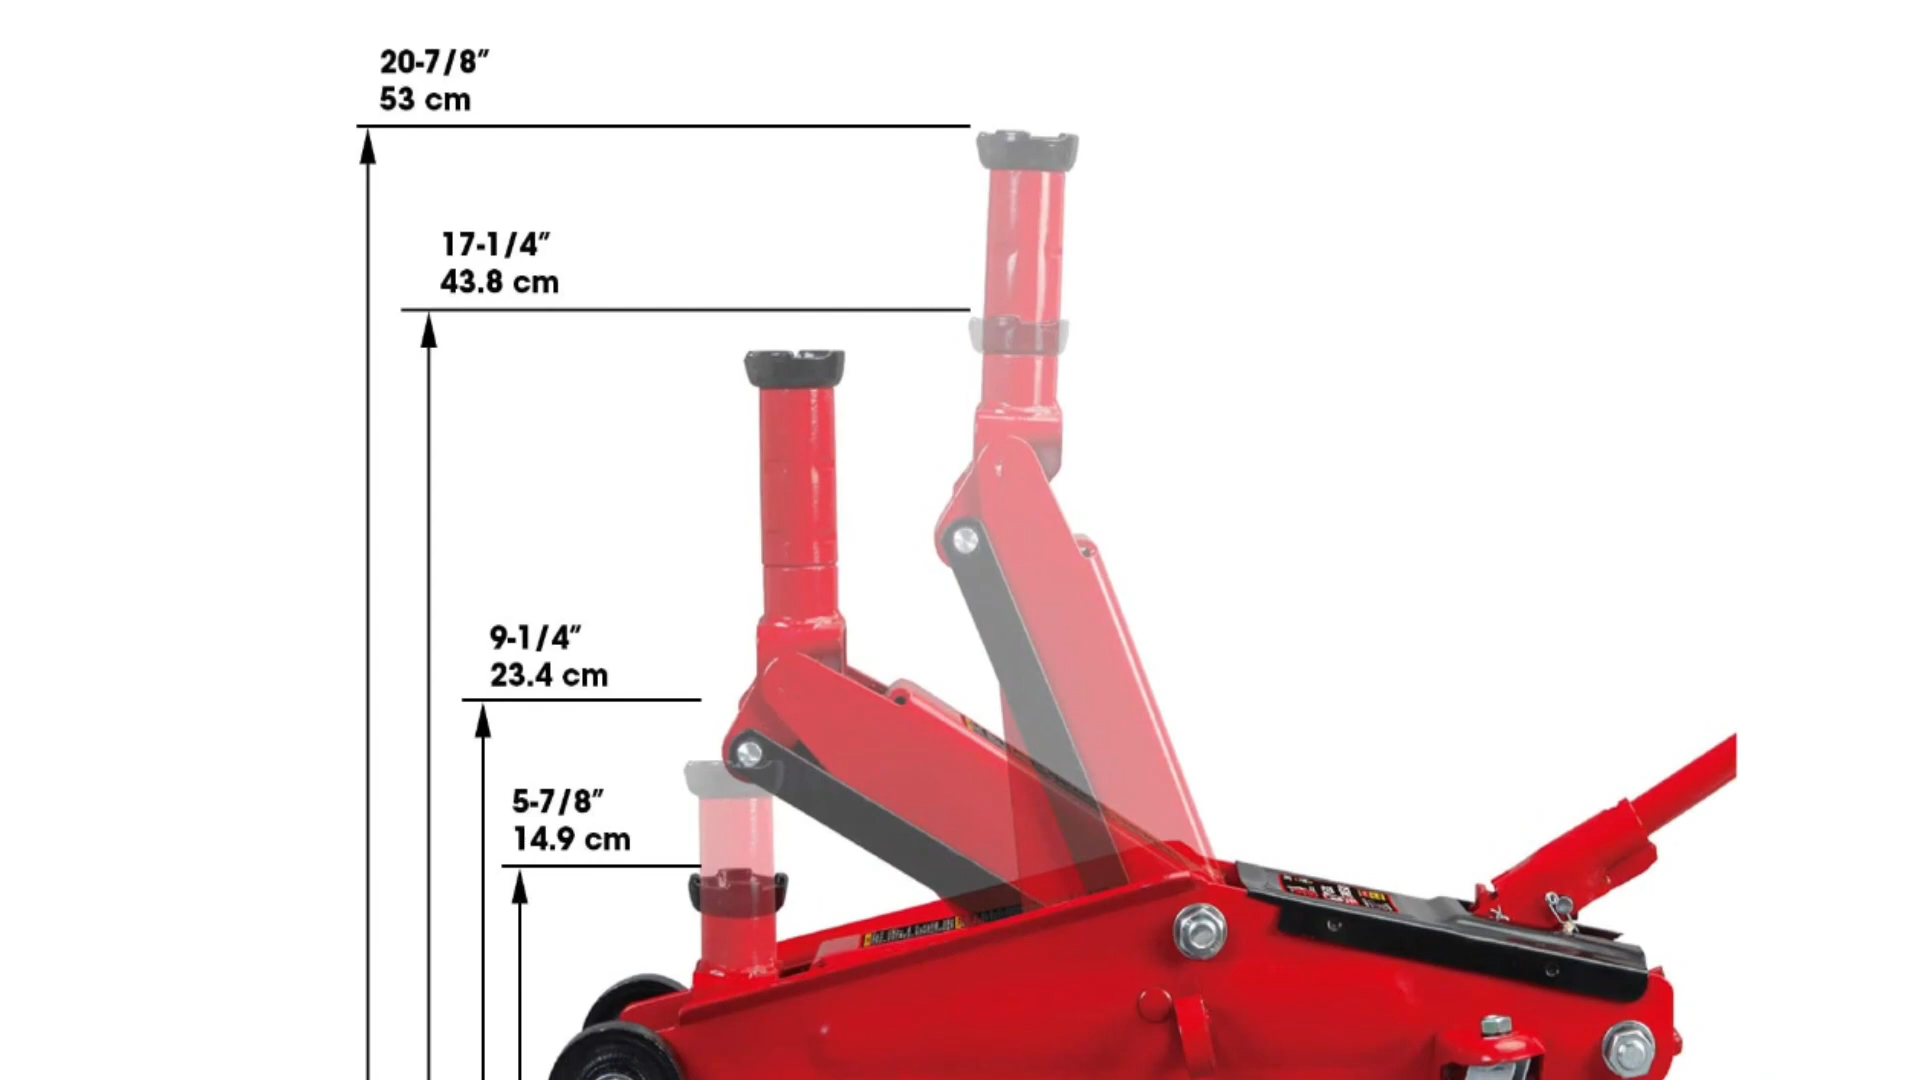 20-7/8"
53 cm
17-1/4"
43.8 cm
9-1/4"
23.4 cm
5-7/8"
14.9 cm